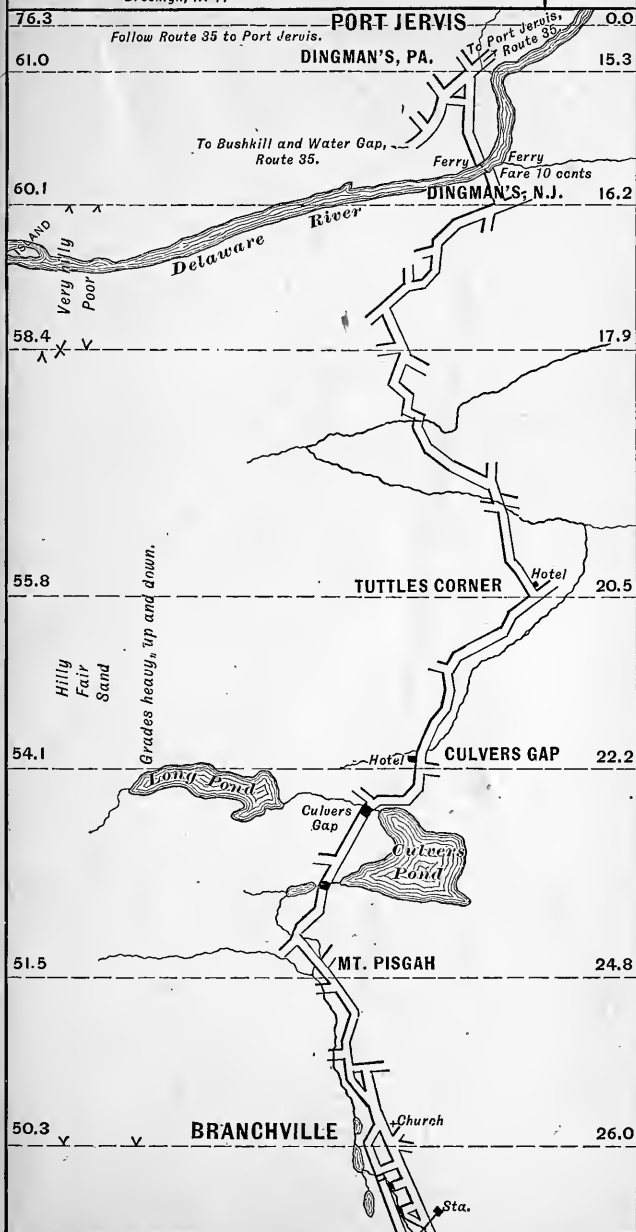 76.3 PORT JERVIS 0.0
Follow Route 35 to Port Jervis.
To Port Jervis,
Route 35.
61.0 DINGMAN'S, PA. 15.3
To Bushkill and Water Gap,
Route 35.
Ferry Ferry
Fare 10 cents
60.1 DINGMAN'S, N.J. 16.2
ISLAND
Delaware River
Very hilly
Poor
58.4 17.9
Hotel
55.8 TUTTLES CORNER 20.5
Hilly
Fair
Sand
Grades heavy, up and down.
Hotel
54.1 CULVERS GAP 22.2
Long Pond
Culvers
Gap
Culvers
Pond
51.5 MT. PISGAH 24.8
Church
50.3 BRANCHVILLE 26.0
Sta.